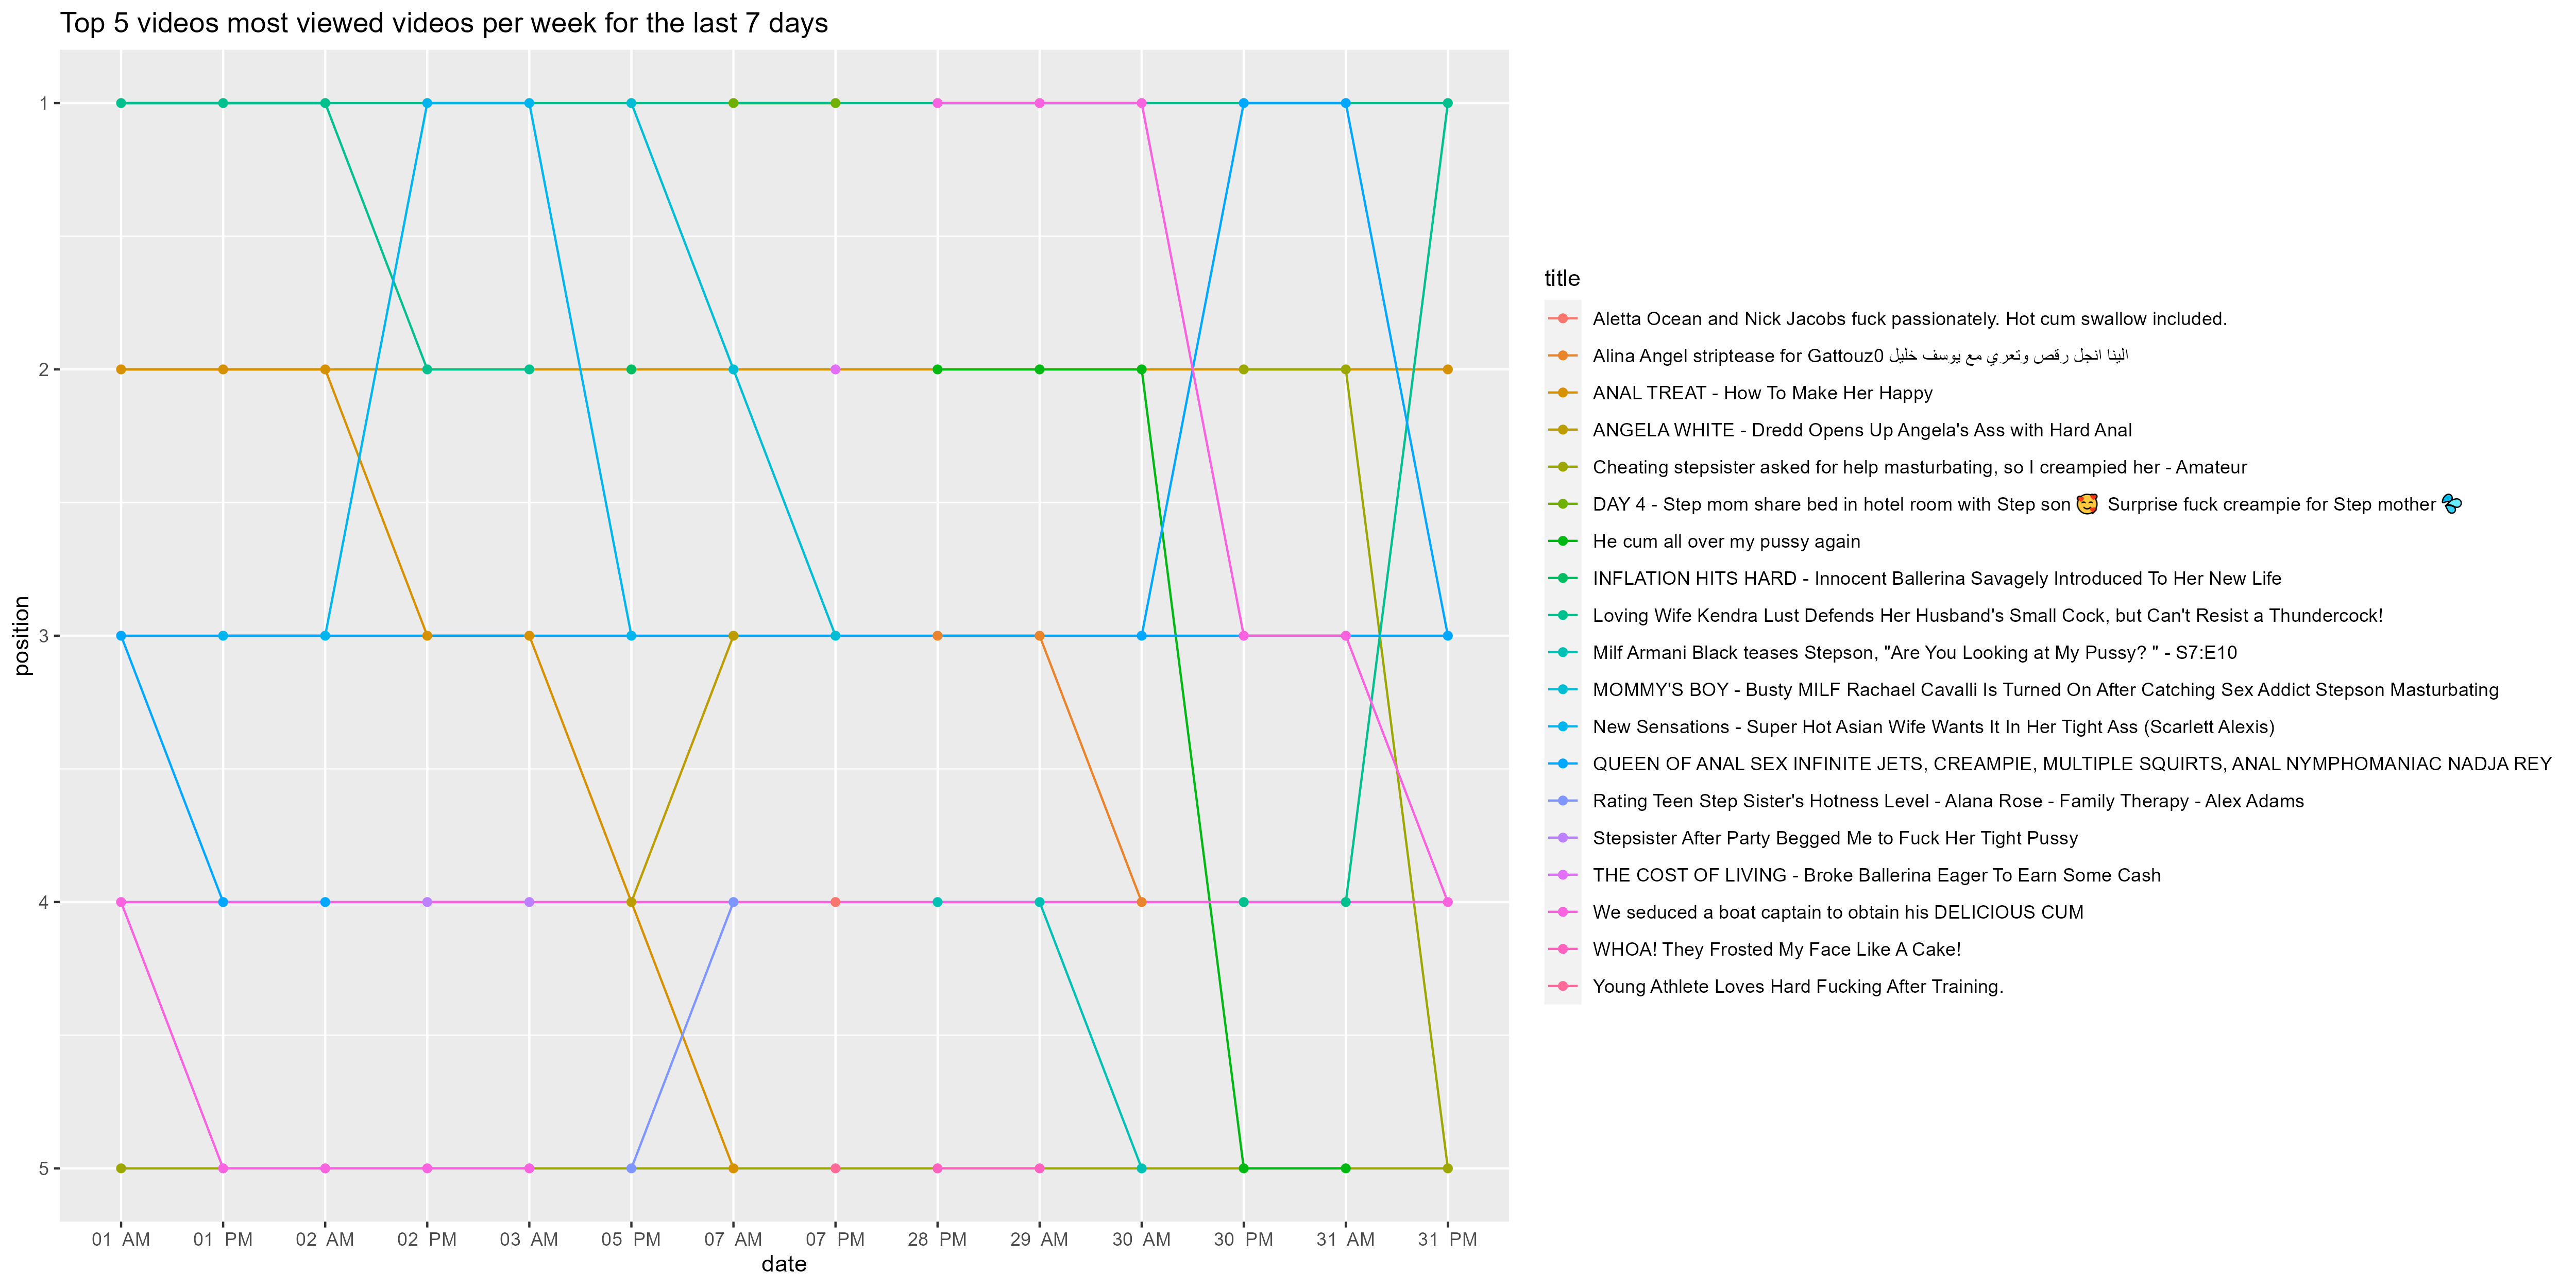 Top 5 videos most viewed videos per week for the last 7 days
position
1
2
3
4
5
01 AM
01 PM
02 AM
02 PM
03 AM
05 PM
07 AM
07 PM
28 PM
29 AM
30 AM
30 PM
31 AM
31 PM
date
title
Aletta Ocean and Nick Jacobs fuck passionately. Hot cum swallow included.
Alina Angel striptease for Gattouz0 الينا انجل رقص وتعري مع يوسف خليل
ANAL TREAT - How To Make Her Happy
ANGELA WHITE - Dredd Opens Up Angela's Ass with Hard Anal
Cheating stepsister asked for help masturbating, so I creampied her - Amateur
DAY 4 - Step mom share bed in hotel room with Step son 🥰 Surprise fuck creampie for Step mother 💦
He cum all over my pussy again
INFLATION HITS HARD - Innocent Ballerina Savagely Introduced To Her New Life
Loving Wife Kendra Lust Defends Her Husband's Small Cock, but Can't Resist a Thundercock!
Milf Armani Black teases Stepson, "Are You Looking at My Pussy? " - S7:E10
MOMMY'S BOY - Busty MILF Rachael Cavalli Is Turned On After Catching Sex Addict Stepson Masturbating
New Sensations - Super Hot Asian Wife Wants It In Her Tight Ass (Scarlett Alexis)
QUEEN OF ANAL SEX INFINITE JETS, CREAMPIE, MULTIPLE SQUIRTS, ANAL NYMPHOMANIAC NADJA REY
Rating Teen Step Sister's Hotness Level - Alana Rose - Family Therapy - Alex Adams
Stepsister After Party Begged Me to Fuck Her Tight Pussy
THE COST OF LIVING - Broke Ballerina Eager To Earn Some Cash
We seduced a boat captain to obtain his DELICIOUS CUM
WHOA! They Frosted My Face Like A Cake!
Young Athlete Loves Hard Fucking After Training.